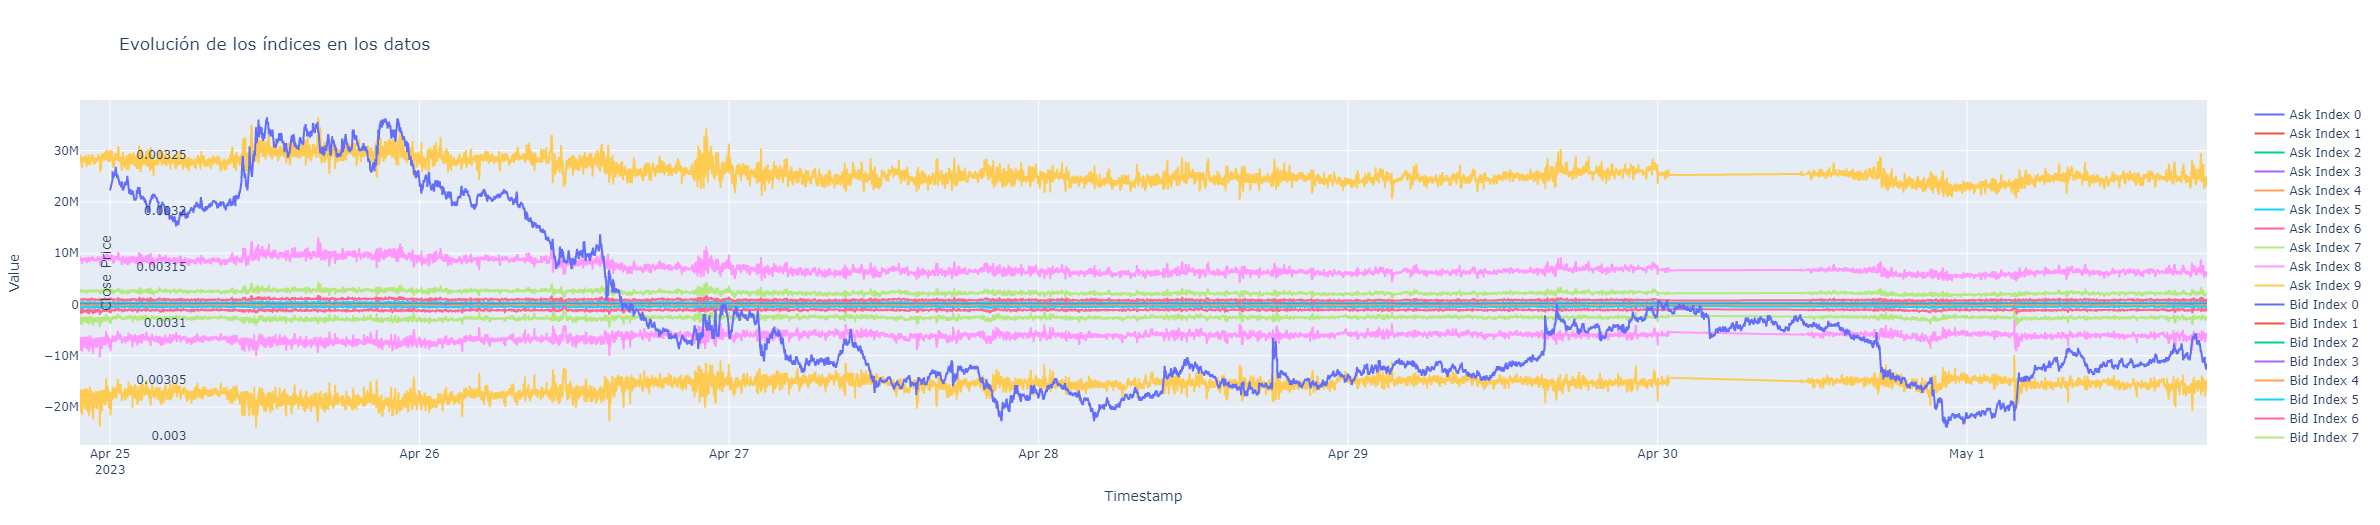 Evolución de los índices en los datos
Value
30M
20M
10M
0
−10M
−20M
Close Price
0.00325
0.0032
0.00315
0.0031
0.00305
0.003
Apr 25
2023
Apr 26
Apr 27
Apr 28
Apr 29
Apr 30
May 1
Timestamp
Ask Index 0
Ask Index 1
Ask Index 2
Ask Index 3
Ask Index 4
Ask Index 5
Ask Index 6
Ask Index 7
Ask Index 8
Ask Index 9
Bid Index 0
Bid Index 1
Bid Index 2
Bid Index 3
Bid Index 4
Bid Index 5
Bid Index 6
Bid Index 7